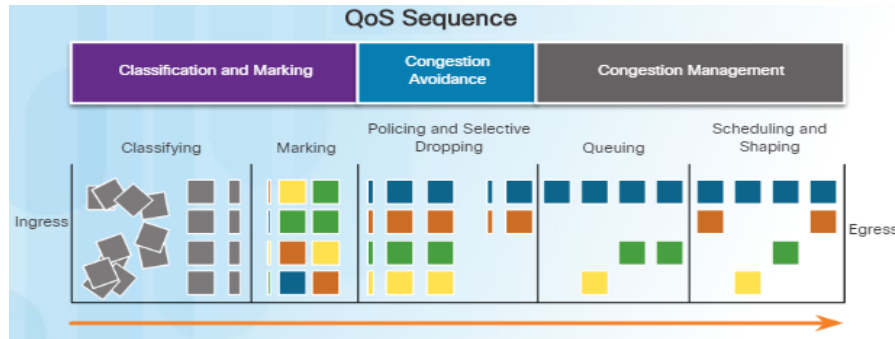 QoS Sequence
Classification and Marking
Congestion
Avoidance
Congestion Management
Classifying
Marking
Policing and Selective
Dropping
Queuing
Scheduling and
Shaping
Ingress
Egress